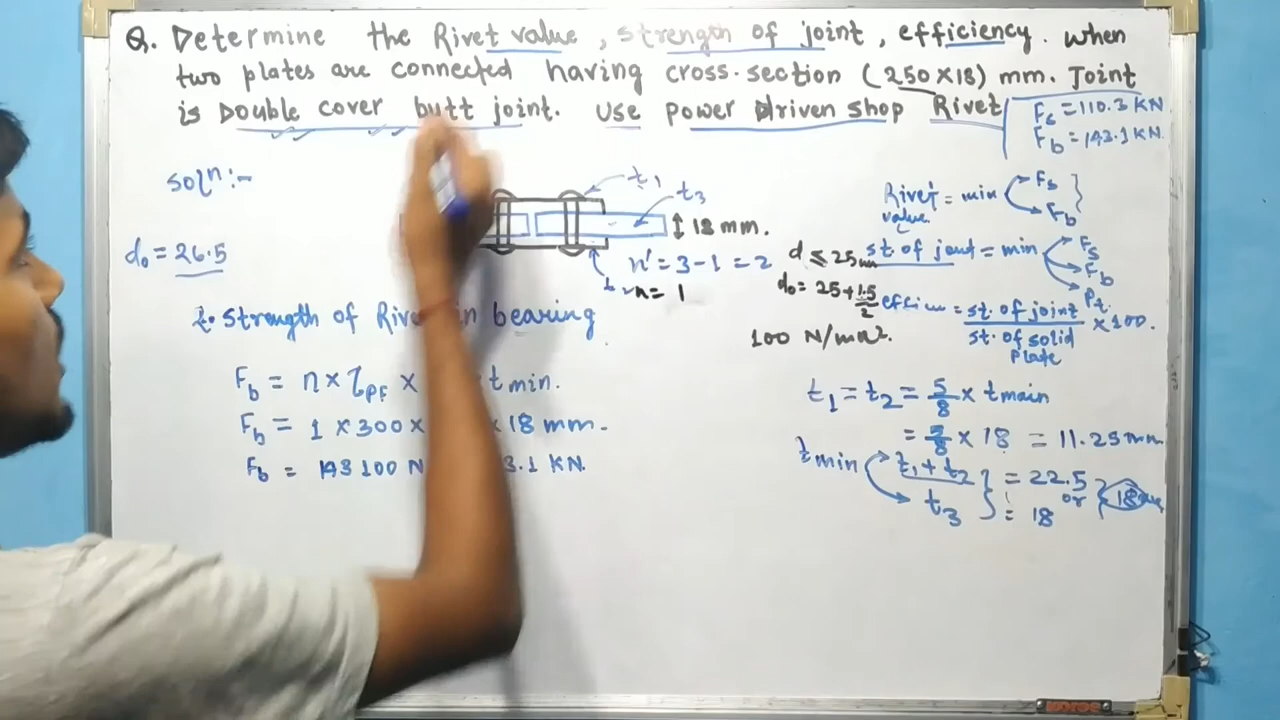 Q. Determine the Rivet value, strength of joint, efficiency. When
two plates are connected having cross-section (250×18) mm. Joint
is Double cover butt joint. Use power Driven shop Rivet
Fs = 110.3 KN
Fb = 143.1 KN
Solⁿ:-
t1
t3
18 mm.
d0 = 26.5
n' = 3-1 = 2
n = 1
d ≤ 25mm
d0 = 25 + 1.5/2
100 N/mm².
Rivet value = min Fs Fb
st. of jont = min Fs Fb Pt
= st. of joint / st. of solid plate × 100.
strength of in bearing
Fb = n × τPF × t min.
Fb = 1 × 300 × × 18 mm.
Fb = 143100 N 3.1 KN.
t1 = t2 = 5/8 × tmain
= 5/8 × 18 = 11.25 mm
tmin t1 + t2 = 22.5
or
t3 = 18
KOROS